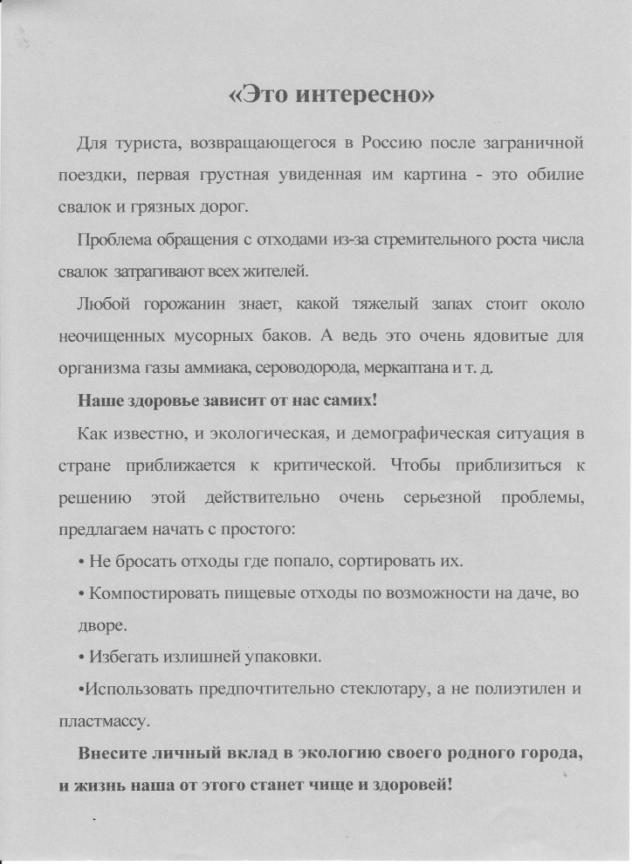 «Это интересно»
Для туриста, возвращающегося в Россию после заграничной
поездки, первая грустная увиденная им картина - это обилие
свалок и грязных дорог.
Проблема обращения с отходами из-за стремительного роста числа
свалок затрагивают всех жителей.
Любой горожанин знает, какой тяжелый запах стоит около
неочищенных мусорных баков. А ведь это очень ядовитые для
организма газы аммиака, сероводорода, меркаптана и т. д.
Наше здоровье зависит от нас самих!
Как известно, и экологическая, и демографическая ситуация в
стране приближается к критической. Чтобы приблизиться к
решению этой действительно очень серьезной проблемы,
предлагаем начать с простого:
• Не бросать отходы где попало, сортировать их.
• Компостировать пищевые отходы по возможности на даче, во
дворе.
• Избегать излишней упаковки.
•Использовать предпочтительно стеклотару, а не полиэтилен и
пластмассу.
Внесите личный вклад в экологию своего родного города,
и жизнь наша от этого станет чище и здоровей!